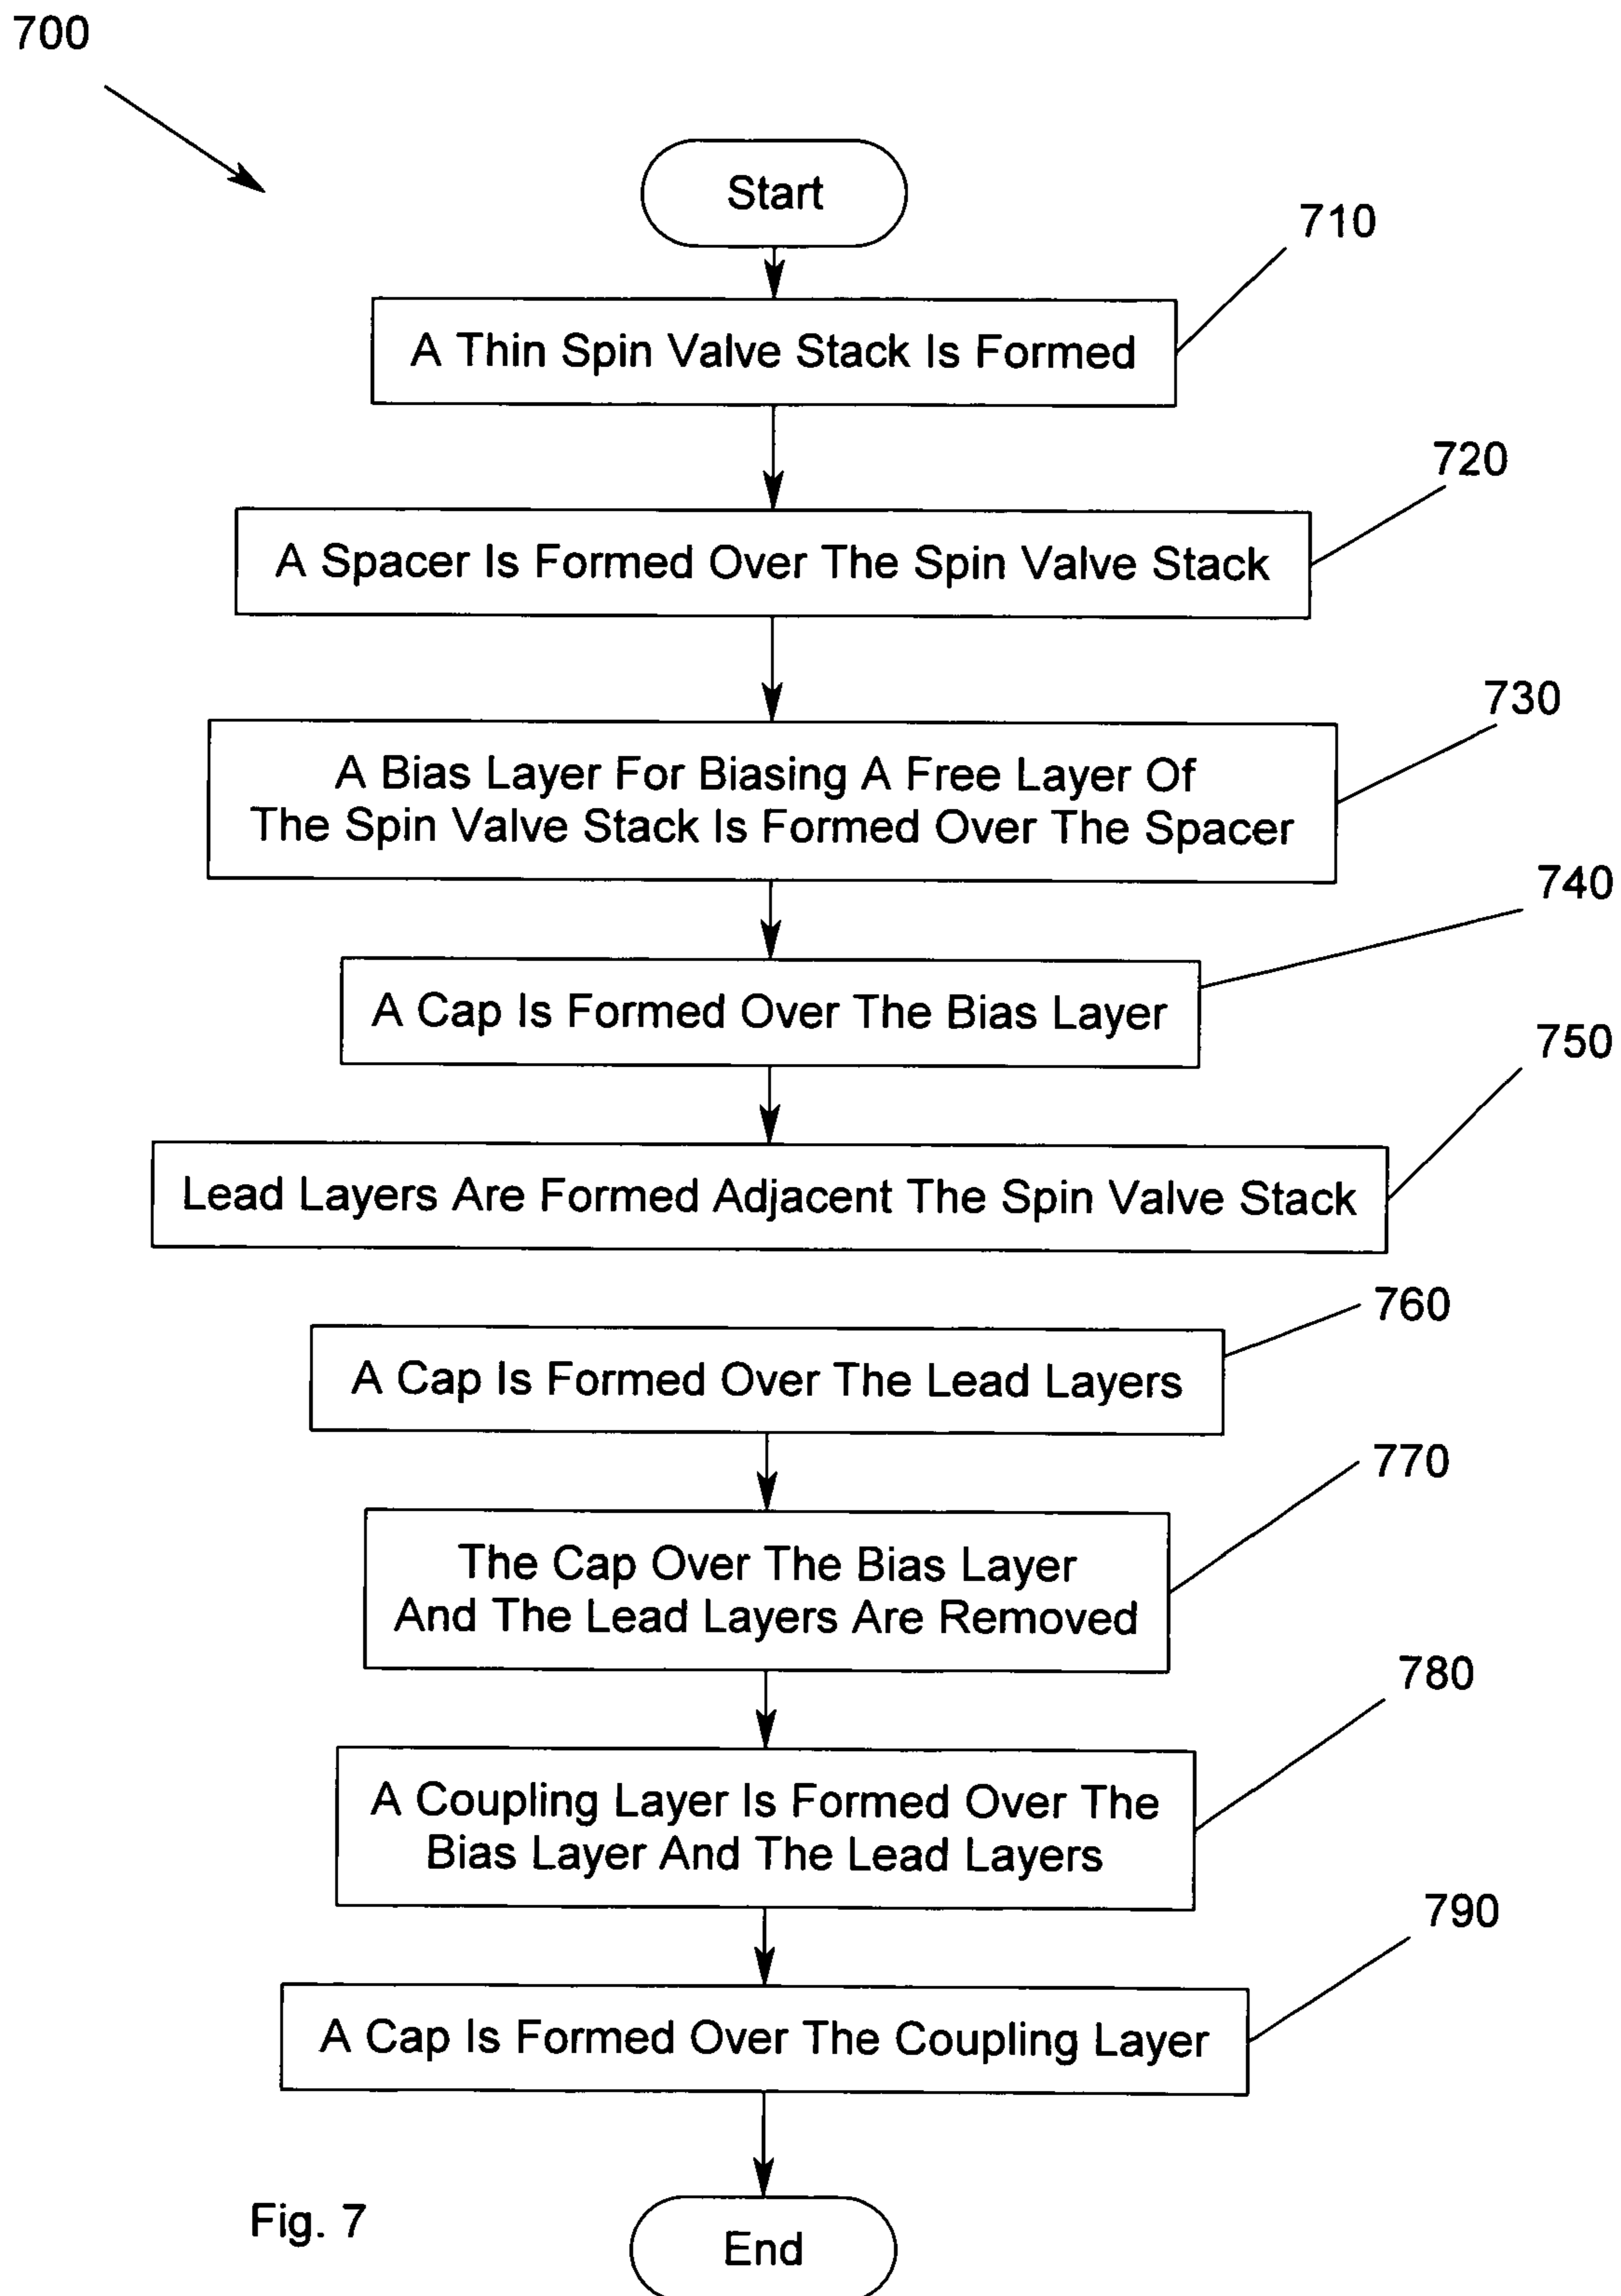 700
Start
710
A Thin Spin Valve Stack Is Formed
720
A Spacer Is Formed Over The Spin Valve Stack
730
A Bias Layer For Biasing A Free Layer Of
The Spin Valve Stack Is Formed Over The Spacer
740
A Cap Is Formed Over The Bias Layer
750
Lead Layers Are Formed Adjacent The Spin Valve Stack
760
A Cap Is Formed Over The Lead Layers
770
The Cap Over The Bias Layer
And The Lead Layers Are Removed
780
A Coupling Layer Is Formed Over The
Bias Layer And The Lead Layers
790
A Cap Is Formed Over The Coupling Layer
Fig. 7
End